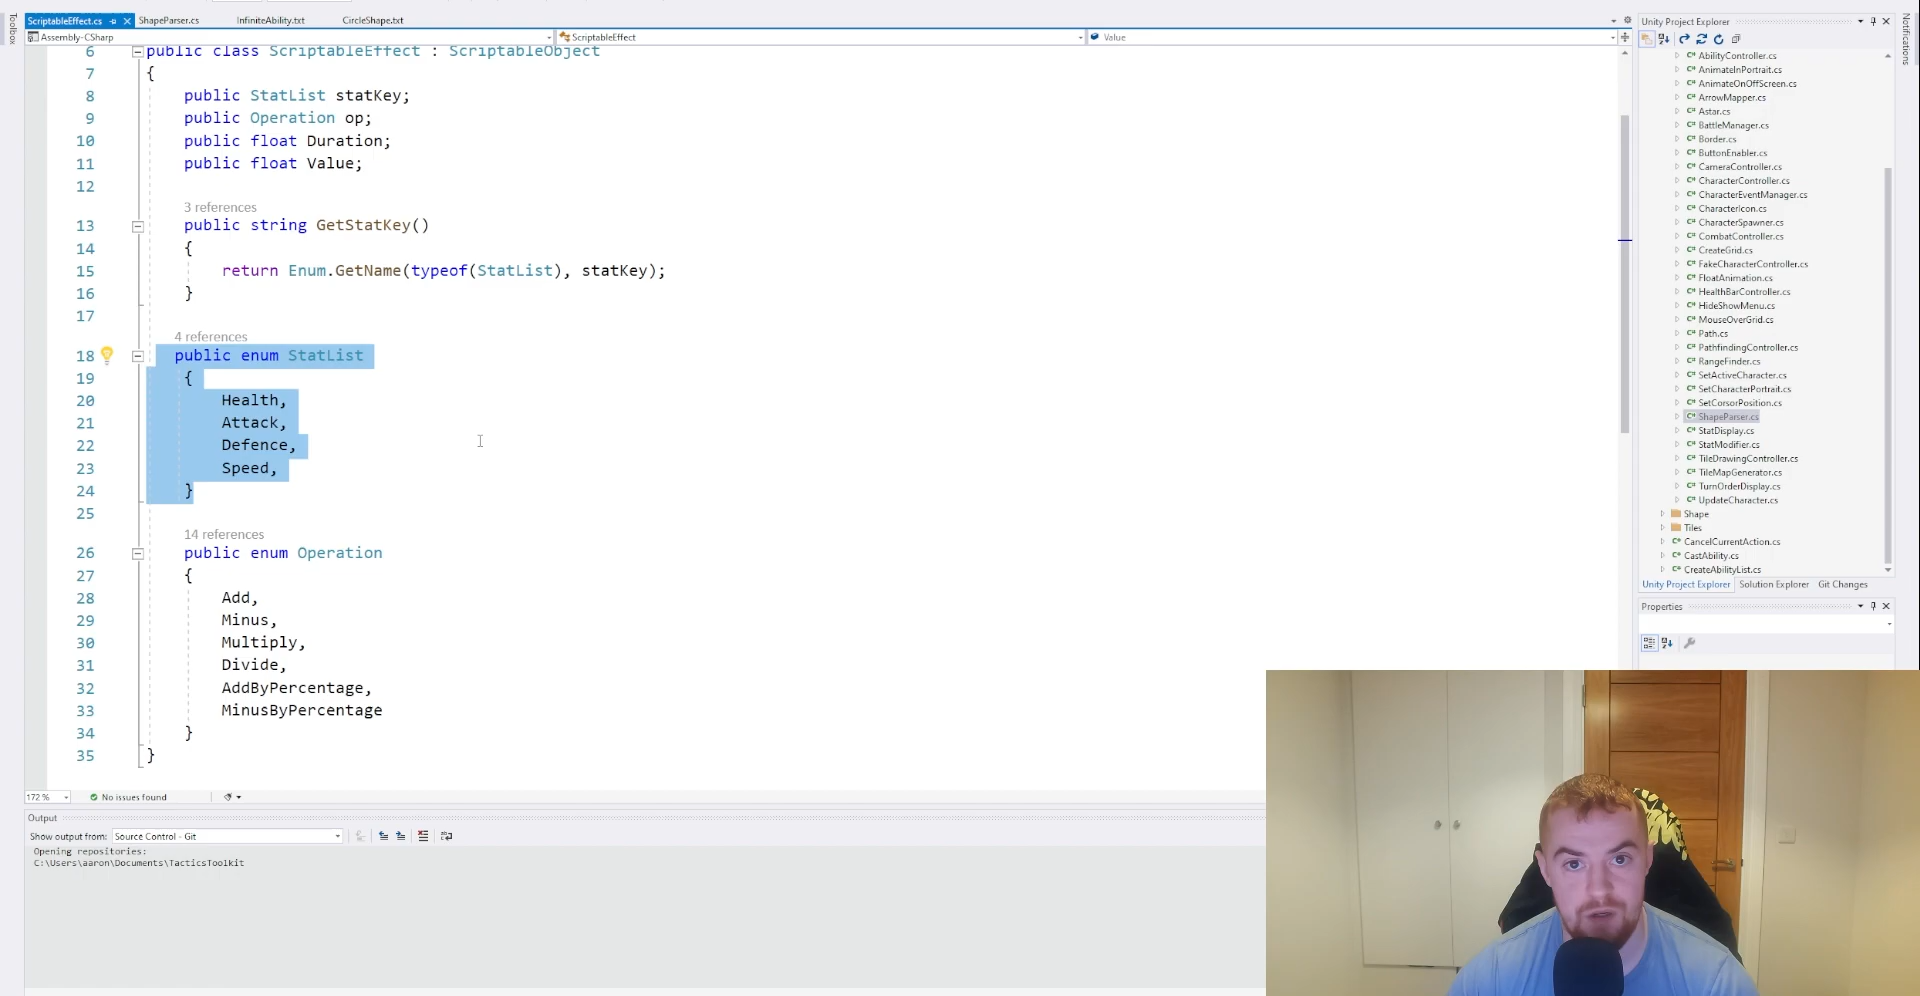 Toolbox
ScriptableEffect.cs
ShapeParser.cs
InfiniteAbility.txt
CircleShape.txt
Assembly-CSharp
ScriptableEffect
Value
6 public class ScriptableEffect : ScriptableObject
7 {
8 public StatList statKey;
9 public Operation op;
10 public float Duration;
11 public float Value;
12
3 references
13 public string GetStatKey()
14 {
15 return Enum.GetName(typeof(StatList), statKey);
16 }
17
4 references
18 public enum StatList
19 {
20 Health,
21 Attack,
22 Defence,
23 Speed,
24 }
25
14 references
26 public enum Operation
27 {
28 Add,
29 Minus,
30 Multiply,
31 Divide,
32 AddByPercentage,
33 MinusByPercentage
34 }
35 }
172 %
No issues found
Output
Show output from: Source Control - Git
Opening repositories:
C:\Users\aaron\Documents\TacticsToolkit
Unity Project Explorer
AbilityController.cs
AnimateInPortrait.cs
AnimateOnOffScreen.cs
ArrowMapper.cs
Astar.cs
BattleManager.cs
Border.cs
ButtonEnabler.cs
CameraController.cs
CharacterController.cs
CharacterEventManager.cs
CharacterIcon.cs
CharacterSpawner.cs
CombatController.cs
CreateGrid.cs
FakeCharacterController.cs
FloatAnimation.cs
HealthBarController.cs
HideShowMenu.cs
MouseOverGrid.cs
Path.cs
PathfindingController.cs
RangeFinder.cs
SetActiveCharacter.cs
SetCharacterPortrait.cs
SetCorsorPosition.cs
ShapeParser.cs
StatDisplay.cs
StatModifier.cs
TileDrawingController.cs
TileMapGenerator.cs
TurnOrderDisplay.cs
UpdateCharacter.cs
Shape
Tiles
CancelCurrentAction.cs
CastAbility.cs
CreateAbilityList.cs
Unity Project Explorer Solution Explorer Git Changes
Properties
Notifications